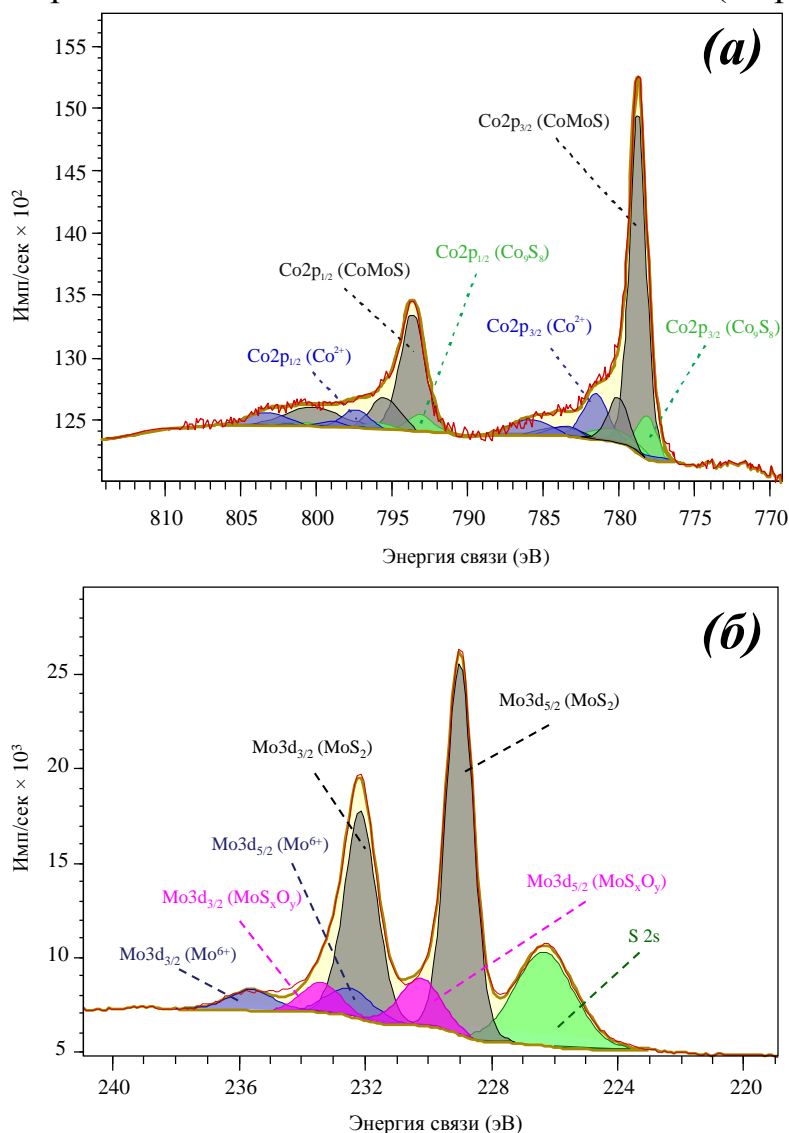 (а)
155
150
145
140
135
130
125
Имп/сек × 10²
Co2p₃/₂ (CoMoS)
Co2p₁/₂ (Co₉S₈)
Co2p₁/₂ (CoMoS)
Co2p₃/₂ (Co²⁺)
Co2p₃/₂ (Co₉S₈)
Co2p₁/₂ (Co²⁺)
810 805 800 795 790 785 780 775 770
Энергия связи (эВ)
(б)
25
20
15
10
5
Имп/сек × 10³
Mo3d₅/₂ (MoS₂)
Mo3d₃/₂ (MoS₂)
Mo3d₅/₂ (Mo⁶⁺)
Mo3d₅/₂ (MoSₓOᵧ)
Mo3d₃/₂ (MoSₓOᵧ)
S 2s
Mo3d₃/₂ (Mo⁶⁺)
240 236 232 228 224 220
Энергия связи (эВ)